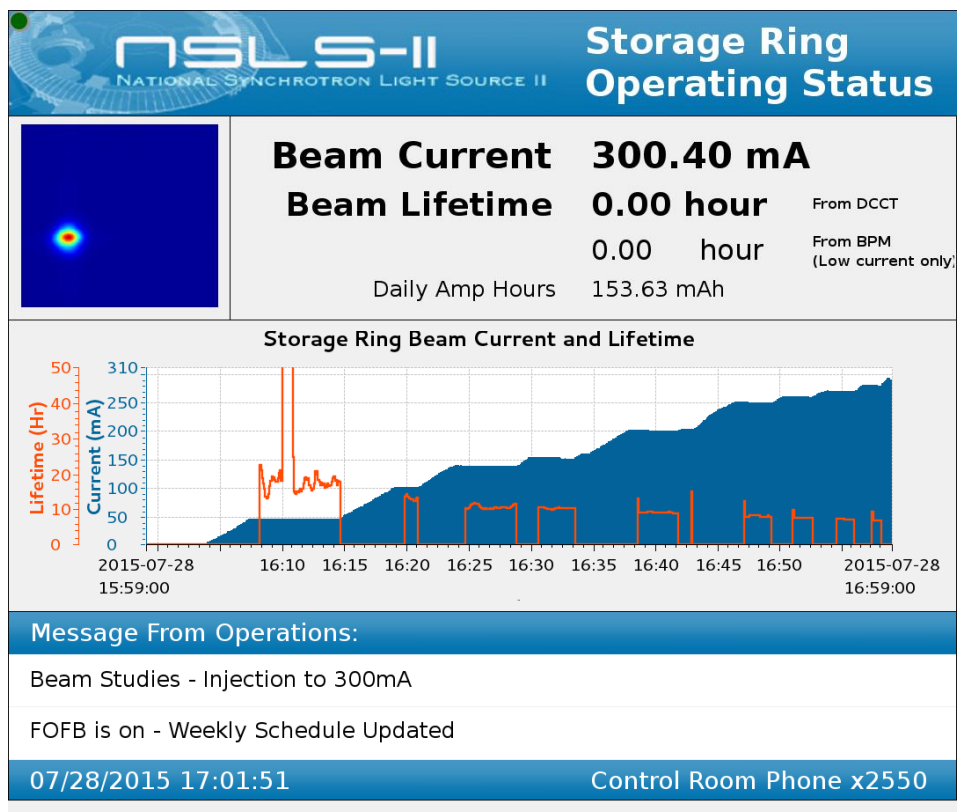 NSLS-II
National Synchrotron Light Source II
Storage Ring
Operating Status
Beam Current 300.40 mA
Beam Lifetime 0.00 hour From DCCT
0.00 hour From BPM
(Low current only)
Daily Amp Hours 153.63 mAh
Storage Ring Beam Current and Lifetime
Lifetime (Hr)
50
40
30
20
10
0
Current (mA)
310
250
200
150
100
50
0
2015-07-28 16:10 16:15 16:20 16:25 16:30 16:35 16:40 16:45 16:50 2015-07-28
15:59:00 16:59:00
Message From Operations:
Beam Studies - Injection to 300mA
FOFB is on - Weekly Schedule Updated
07/28/2015 17:01:51 Control Room Phone x2550